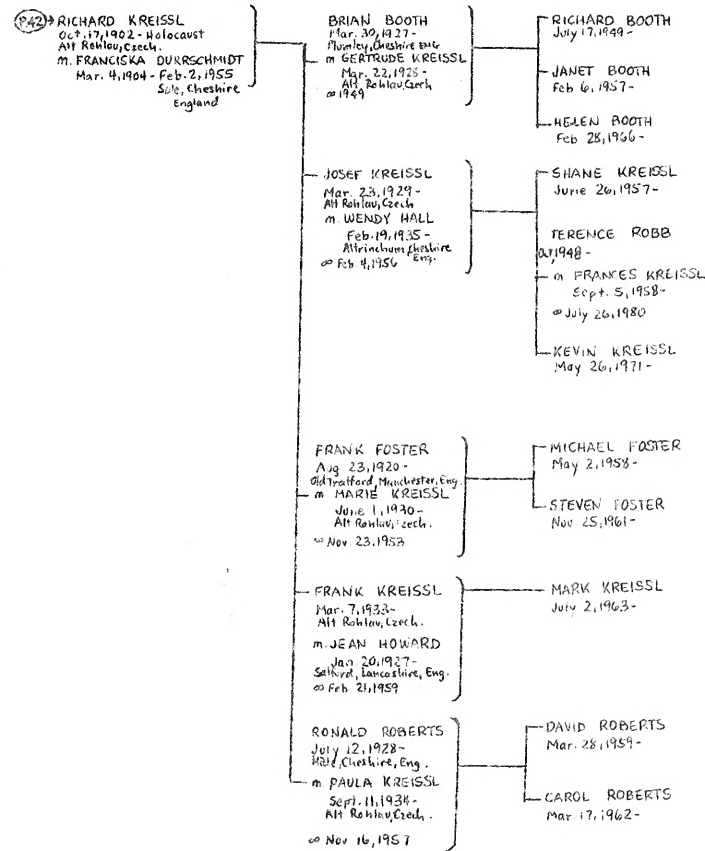 P.42 RICHARD KREISSL
Oct. 17, 1902 - Holocaust
Alt Rohlau, Czech.
m. FRANCISKA DURRSCHMIDT
Mar. 4, 1904 - Feb. 2, 1955
Sale, Cheshire
England
BRIAN BOOTH
Mar. 30, 1927-
Cheshire Eng
m GERTRUDE KREISSL
Mar. 22, 1928-
Alt Rohlau, Czech
∞ 1949
RICHARD BOOTH
July 17, 1949-
JANET BOOTH
Feb 6, 1957-
HELEN BOOTH
Feb 28, 1966-
JOSEF KREISSL
Mar. 23, 1929-
Alt Rohlau, Czech
m. WENDY HALL
Feb. 19, 1935-
Altrincham, Cheshire
Eng.
∞ Feb. 4, 1956
SHANE KREISSL
June 26, 1957-
TERENCE ROBB
Oct, 1948-
m FRANCES KREISSL
Sept. 5, 1958-
∞ July 26, 1980
KEVIN KREISSL
May 26, 1971-
FRANK FOSTER
Aug 23, 1920-
Old Trafford, Manchester, Eng.
m MARIE KREISSL
June 1, 1930-
Alt Rohlau, Czech.
∞ Nov. 23, 1953
MICHAEL FOSTER
May 2, 1958-
STEVEN FOSTER
Nov. 25, 1961-
FRANK KREISSL
Mar. 7, 1933-
Alt Rohlau, Czech.
m. JEAN HOWARD
Jan. 20, 1927-
Salford, Lancashire, Eng.
∞ Feb 21, 1959
MARK KREISSL
July 2, 1963-
RONALD ROBERTS
July 12, 1928-
Hale, Cheshire, Eng.
m PAULA KREISSL
Sept. 11, 1934-
Alt Rohlau, Czech.
∞ Nov 16, 1957
DAVID ROBERTS
Mar. 28, 1959-
CAROL ROBERTS
Mar. 17, 1962-